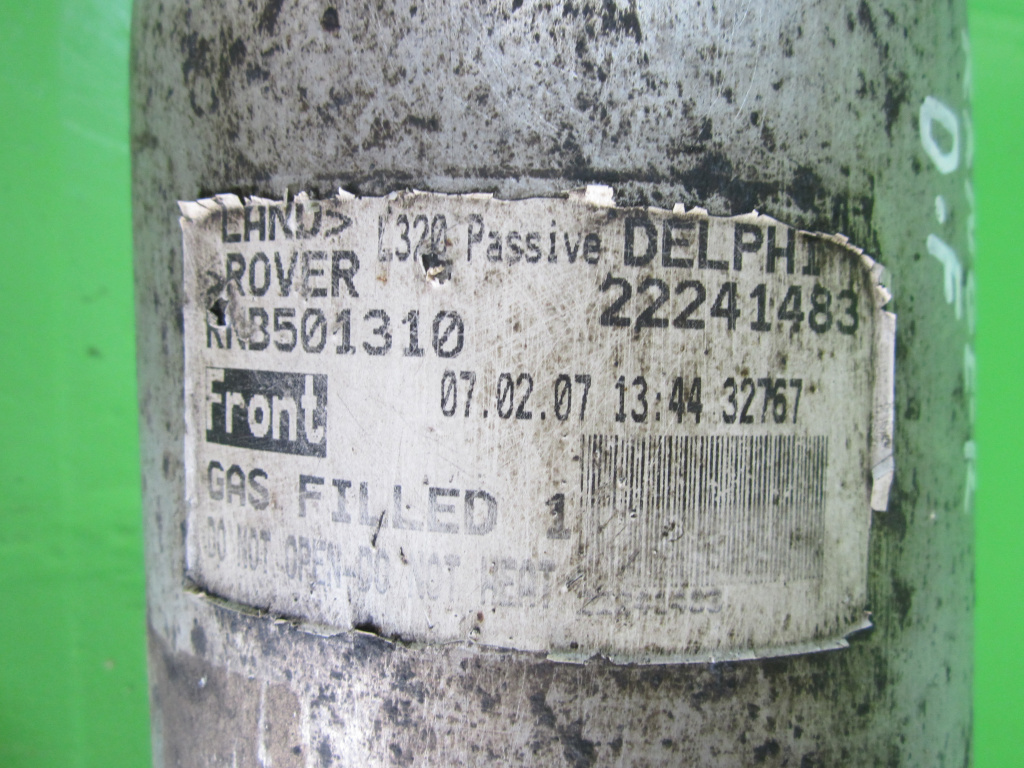 LAND> L320 Passive DELPHI
>ROVER 22241483
RNB501310
Front 07.02.07 13:44 32767
GAS FILLED 1
DO NOT OPEN-DO NOT HEAT
22241483
O.F